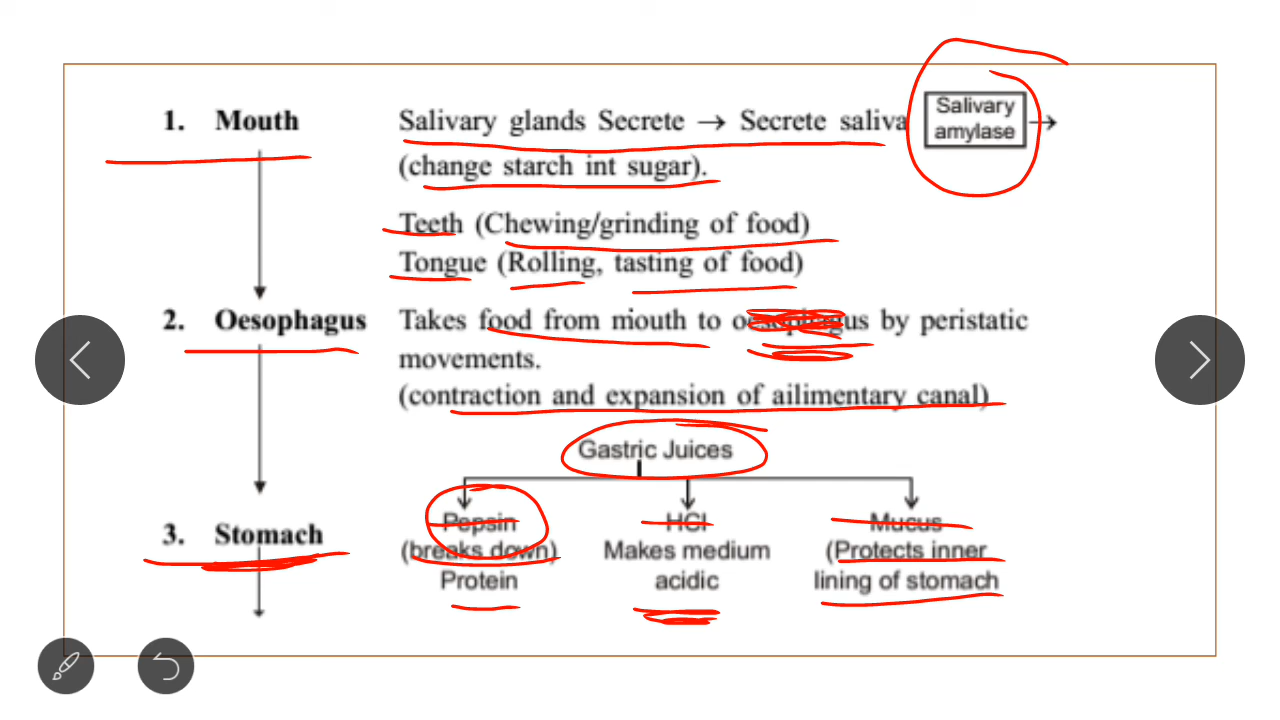 1. Mouth Salivary glands Secrete → Secrete saliva Salivary amylase →
(change starch int sugar).
Teeth (Chewing/grinding of food)
Tongue (Rolling, tasting of food)
2. Oesophagus Takes food from mouth to oesophagus by peristatic
movements.
(contraction and expansion of ailimentary canal)
Gastric Juices
3. Stomach Pepsin HCl Mucus
(breaks down) Makes medium (Protects inner
Protein acidic lining of stomach